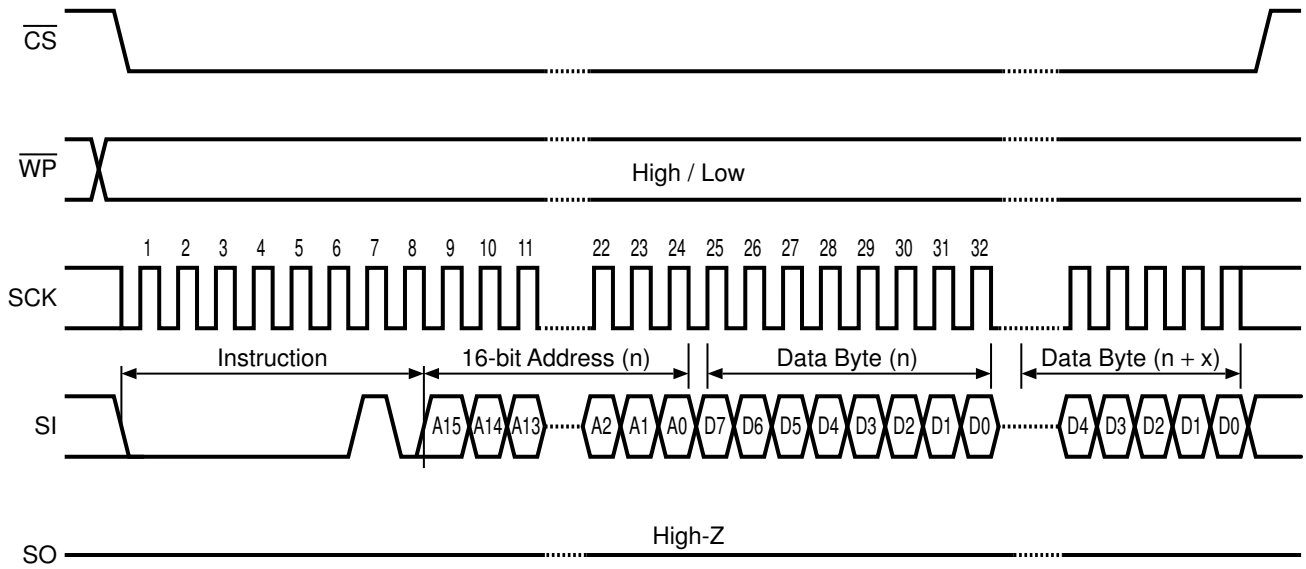 CS
WP
High / Low
1 2 3 4 5 6 7 8 9 10 11 22 23 24 25 26 27 28 29 30 31 32
SCK
Instruction 16-bit Address (n) Data Byte (n) Data Byte (n + x)
SI A15 A14 A13 A2 A1 A0 D7 D6 D5 D4 D3 D2 D1 D0 D4 D3 D2 D1 D0
High-Z
SO